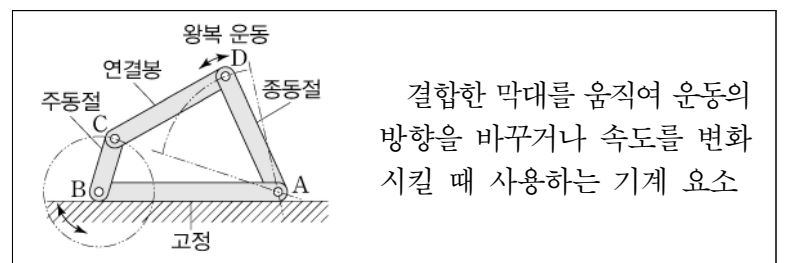 왕복 운동
D
연결봉
종동절
주동절
C
B
A
고정
결합한 막대를 움직여 운동의
방향을 바꾸거나 속도를 변화
시킬 때 사용하는 기계 요소